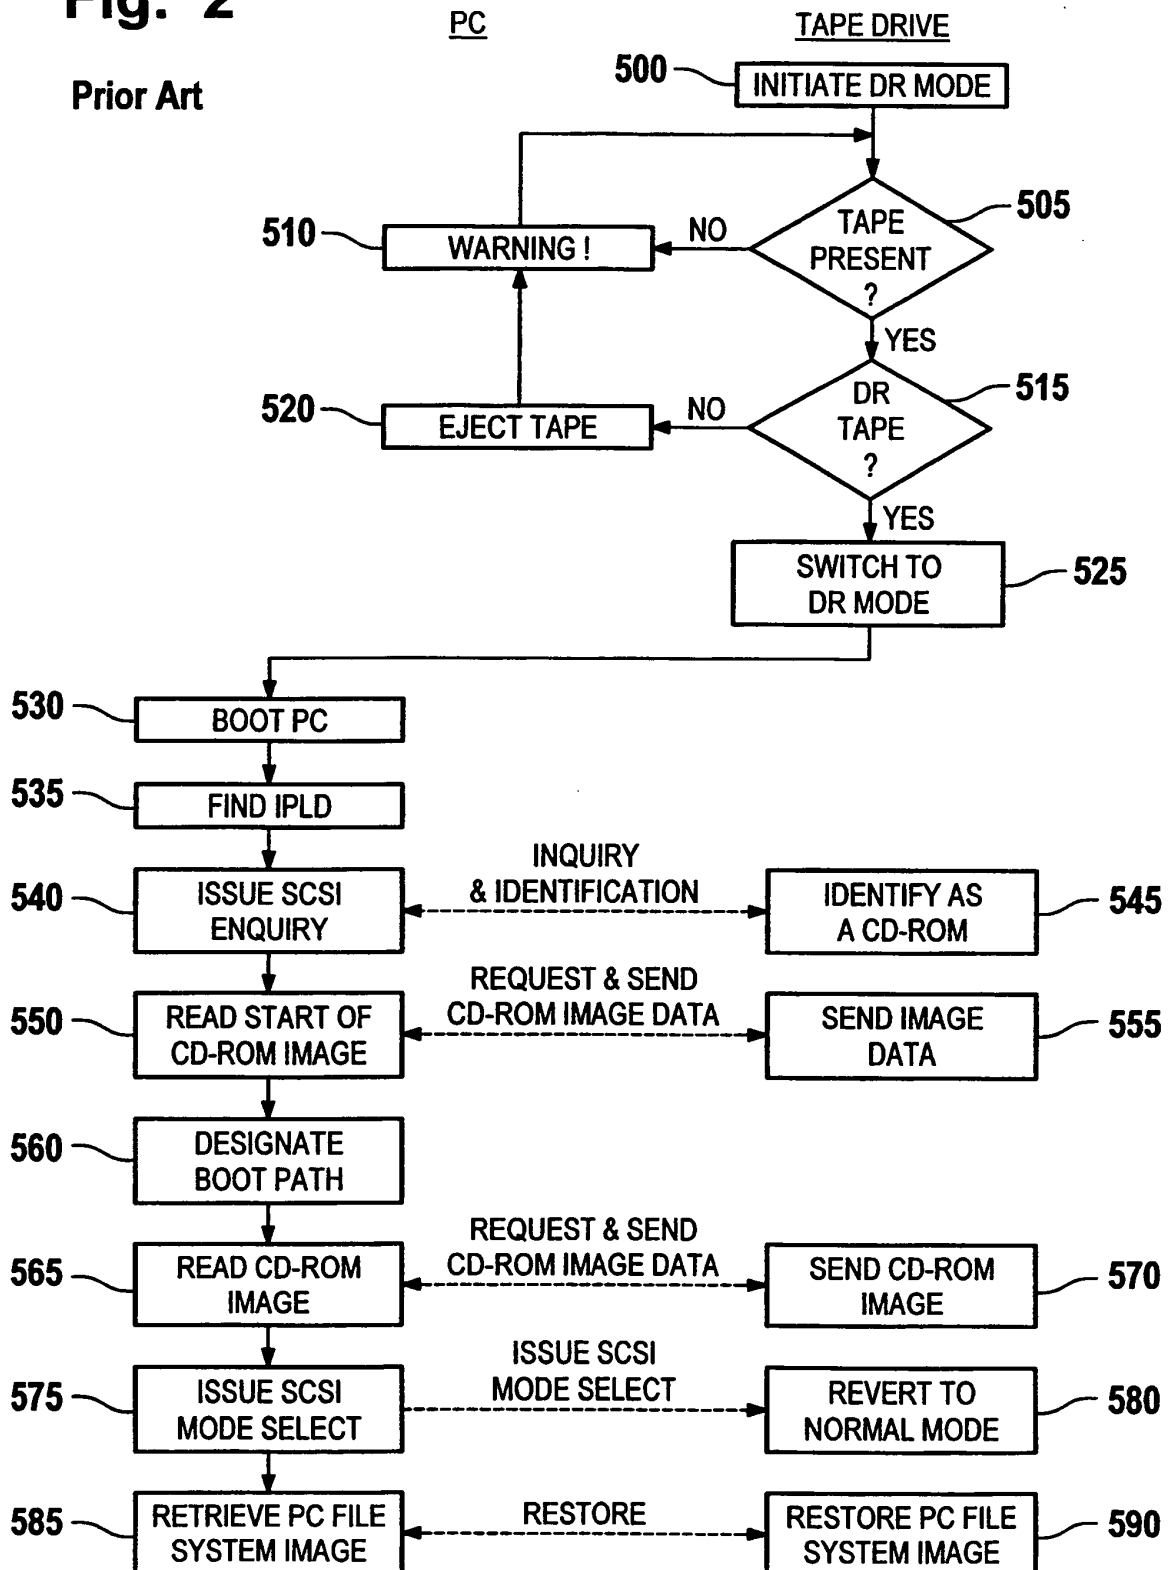 Fig. 2
PC
TAPE DRIVE
Prior Art
500
INITIATE DR MODE
505
TAPE
PRESENT
?
NO
510
WARNING !
YES
515
DR
TAPE
?
NO
520
EJECT TAPE
YES
525
SWITCH TO
DR MODE
530
BOOT PC
535
FIND IPLD
540
ISSUE SCSI
ENQUIRY
INQUIRY
& IDENTIFICATION
IDENTIFY AS
A CD-ROM
545
550
READ START OF
CD-ROM IMAGE
REQUEST & SEND
CD-ROM IMAGE DATA
SEND IMAGE
DATA
555
560
DESIGNATE
BOOT PATH
565
READ CD-ROM
IMAGE
REQUEST & SEND
CD-ROM IMAGE DATA
SEND CD-ROM
IMAGE
570
575
ISSUE SCSI
MODE SELECT
ISSUE SCSI
MODE SELECT
REVERT TO
NORMAL MODE
580
585
RETRIEVE PC FILE
SYSTEM IMAGE
RESTORE
RESTORE PC FILE
SYSTEM IMAGE
590